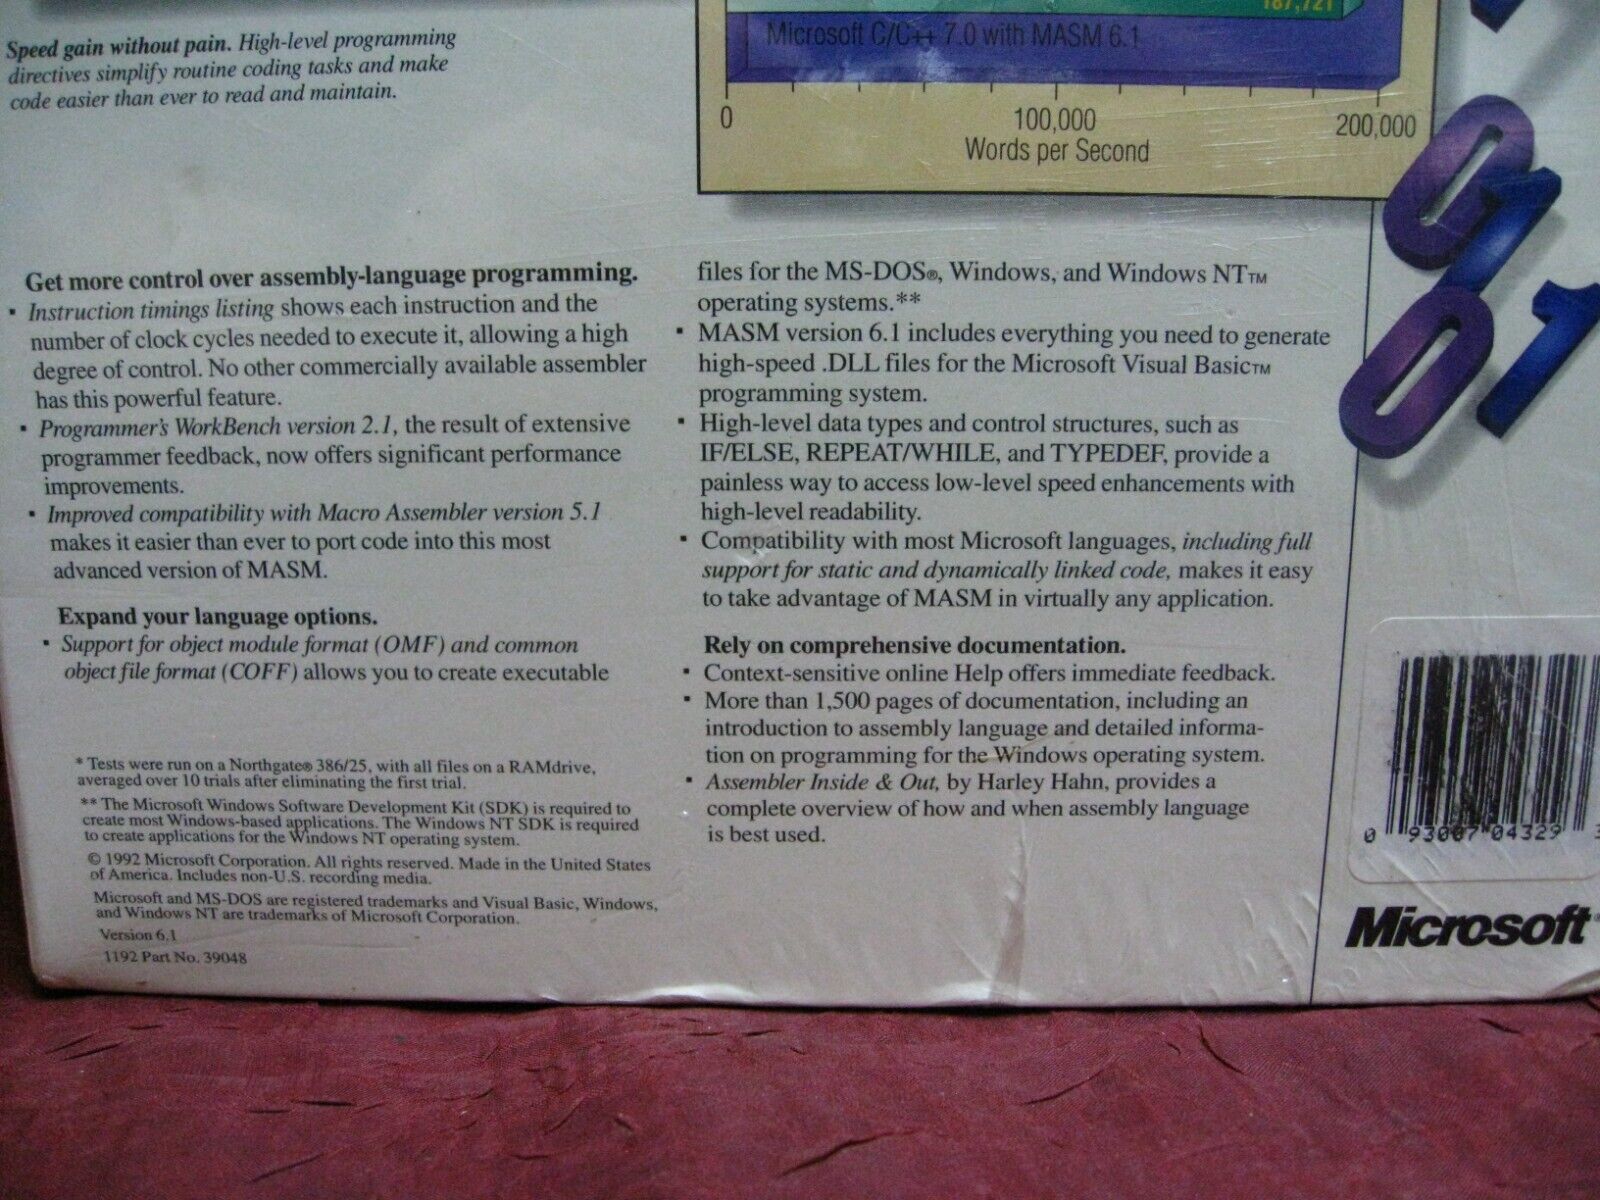 Speed gain without pain. High-level programming
directives simplify routine coding tasks and make
code easier than ever to read and maintain.
187,721
Microsoft C/C++ 7.0 with MASM 6.1
0
100,000
200,000
Words per Second
Get more control over assembly-language programming.
▪ Instruction timings listing shows each instruction and the
number of clock cycles needed to execute it, allowing a high
degree of control. No other commercially available assembler
has this powerful feature.
▪ Programmer's WorkBench version 2.1, the result of extensive
programmer feedback, now offers significant performance
improvements.
▪ Improved compatibility with Macro Assembler version 5.1
makes it easier than ever to port code into this most
advanced version of MASM.
Expand your language options.
▪ Support for object module format (OMF) and common
object file format (COFF) allows you to create executable
files for the MS-DOS®, Windows, and Windows NT™
operating systems.**
▪ MASM version 6.1 includes everything you need to generate
high-speed .DLL files for the Microsoft Visual Basic™
programming system.
▪ High-level data types and control structures, such as
IF/ELSE, REPEAT/WHILE, and TYPEDEF, provide a
painless way to access low-level speed enhancements with
high-level readability.
▪ Compatibility with most Microsoft languages, including full
support for static and dynamically linked code, makes it easy
to take advantage of MASM in virtually any application.
Rely on comprehensive documentation.
▪ Context-sensitive online Help offers immediate feedback.
▪ More than 1,500 pages of documentation, including an
introduction to assembly language and detailed informa-
tion on programming for the Windows operating system.
▪ Assembler Inside & Out, by Harley Hahn, provides a
complete overview of how and when assembly language
is best used.
* Tests were run on a Northgate® 386/25, with all files on a RAMdrive,
averaged over 10 trials after eliminating the first trial.
** The Microsoft Windows Software Development Kit (SDK) is required to
create most Windows-based applications. The Windows NT SDK is required
to create applications for the Windows NT operating system.
© 1992 Microsoft Corporation. All rights reserved. Made in the United States
of America. Includes non-U.S. recording media.
Microsoft and MS-DOS are registered trademarks and Visual Basic, Windows,
and Windows NT are trademarks of Microsoft Corporation.
Version 6.1
1192 Part No. 39048
0 1
0 1
0 93007 04329 3
Microsoft®